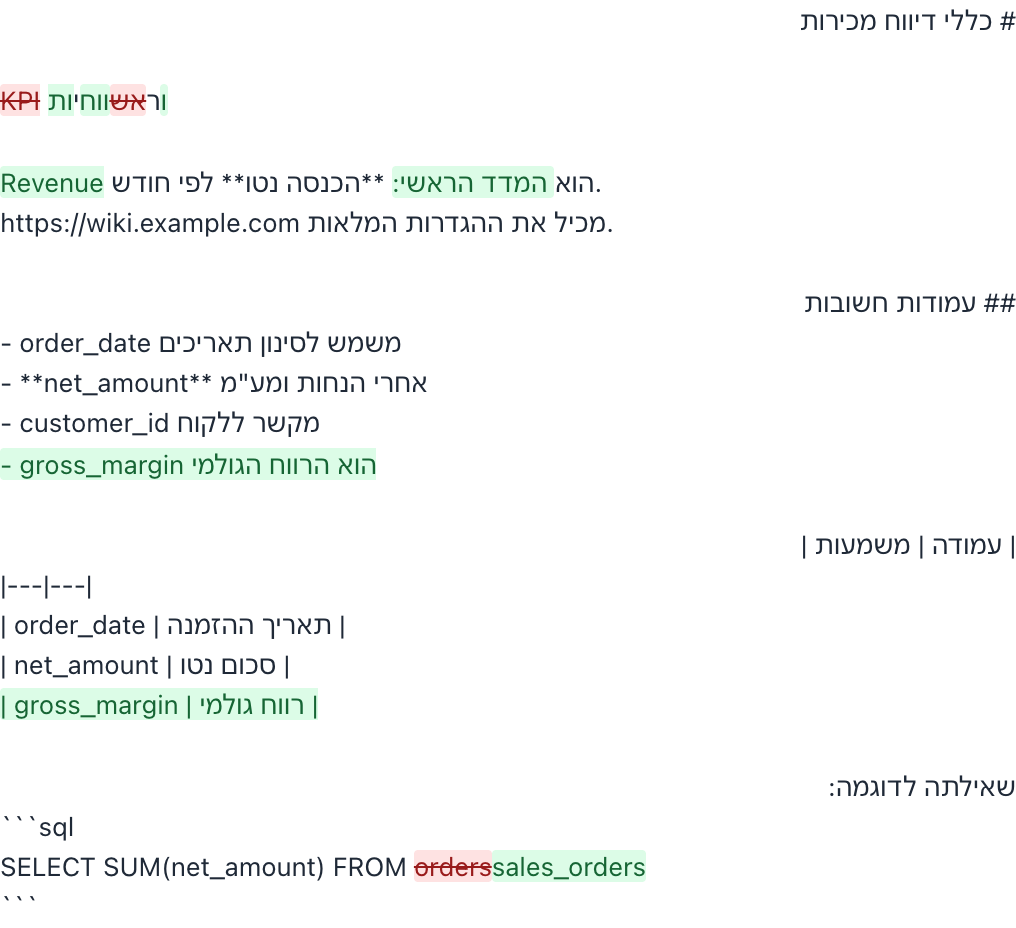 # כללי דיווח מכירות
KPI וראשווחיות
Revenue הוא המדד הראשי: **הכנסה נטו** לפי חודש.
https://wiki.example.com מכיל את ההגדרות המלאות.
## עמודות חשובות
- order_date משמש לסינון תאריכים
- **net_amount** אחרי הנחות ומע"מ
- customer_id מקשר ללקוח
- gross_margin הוא הרווח הגולמי
| עמודה | משמעות |
|---|---|
| order_date | תאריך ההזמנה |
| net_amount | סכום נטו |
| gross_margin | רווח גולמי |
שאילתה לדוגמה:
```sql
SELECT SUM(net_amount) FROM orderssales_orders
```